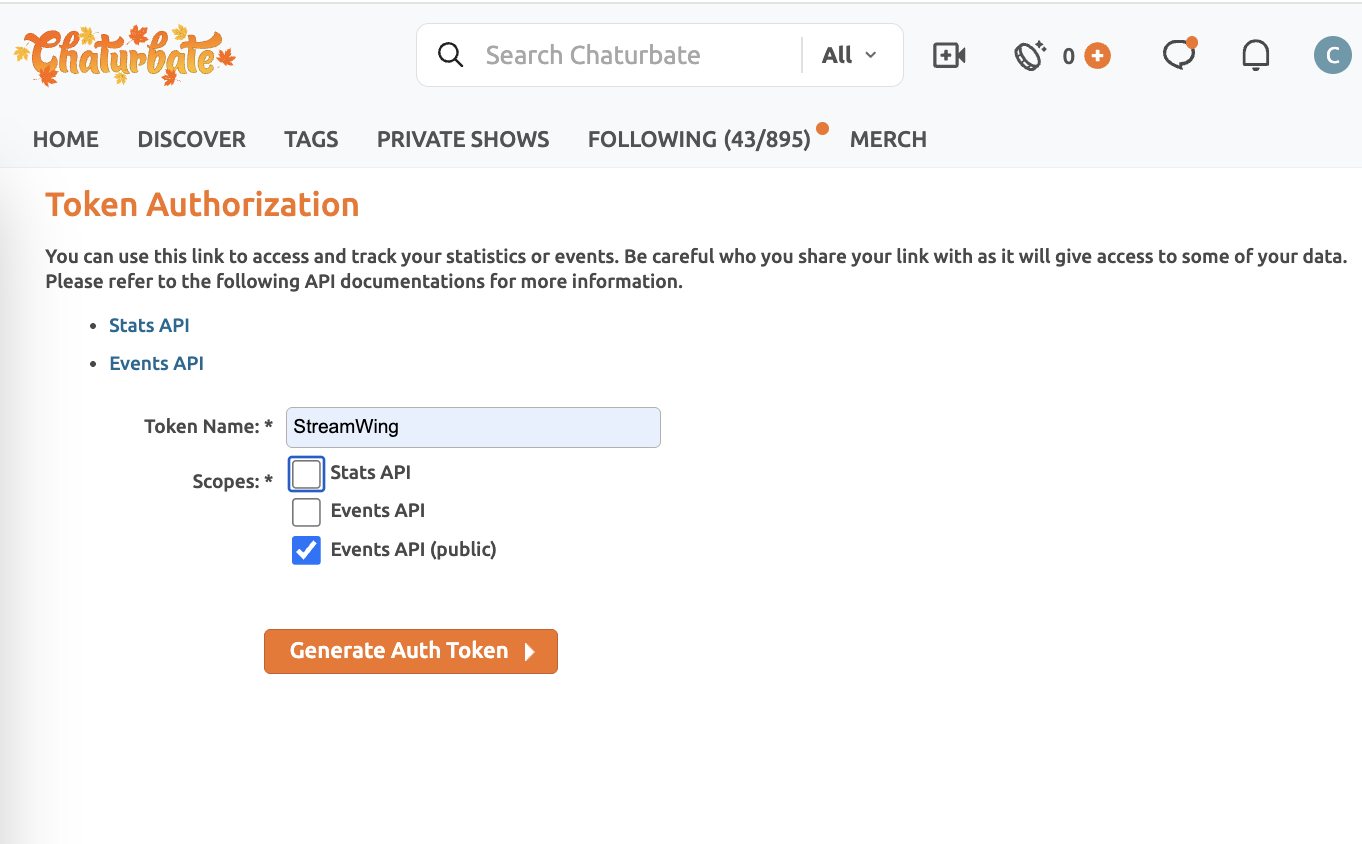 Chaturbate
Search Chaturbate
All
0
C
HOME
DISCOVER
TAGS
PRIVATE SHOWS
FOLLOWING (43/895)
MERCH
Token Authorization
You can use this link to access and track your statistics or events. Be careful who you share your link with as it will give access to some of your data.
Please refer to the following API documentations for more information.
• Stats API
• Events API
Token Name: *
StreamWing
Scopes: *
Stats API
Events API
Events API (public)
Generate Auth Token